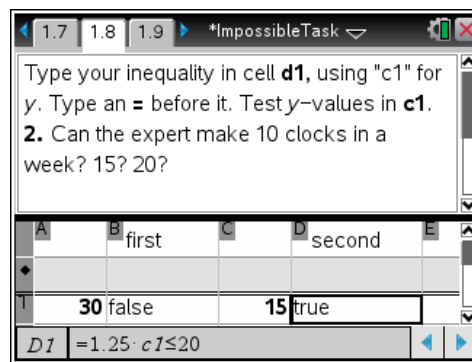 1.7 1.8 1.9 *ImpossibleTask
Type your inequality in cell d1, using "c1" for
y. Type an = before it. Test y-values in c1.
2. Can the expert make 10 clocks in a
week? 15? 20?
A B first C D second E
1 30 false 15 true
D1 =1.25·c1≤20